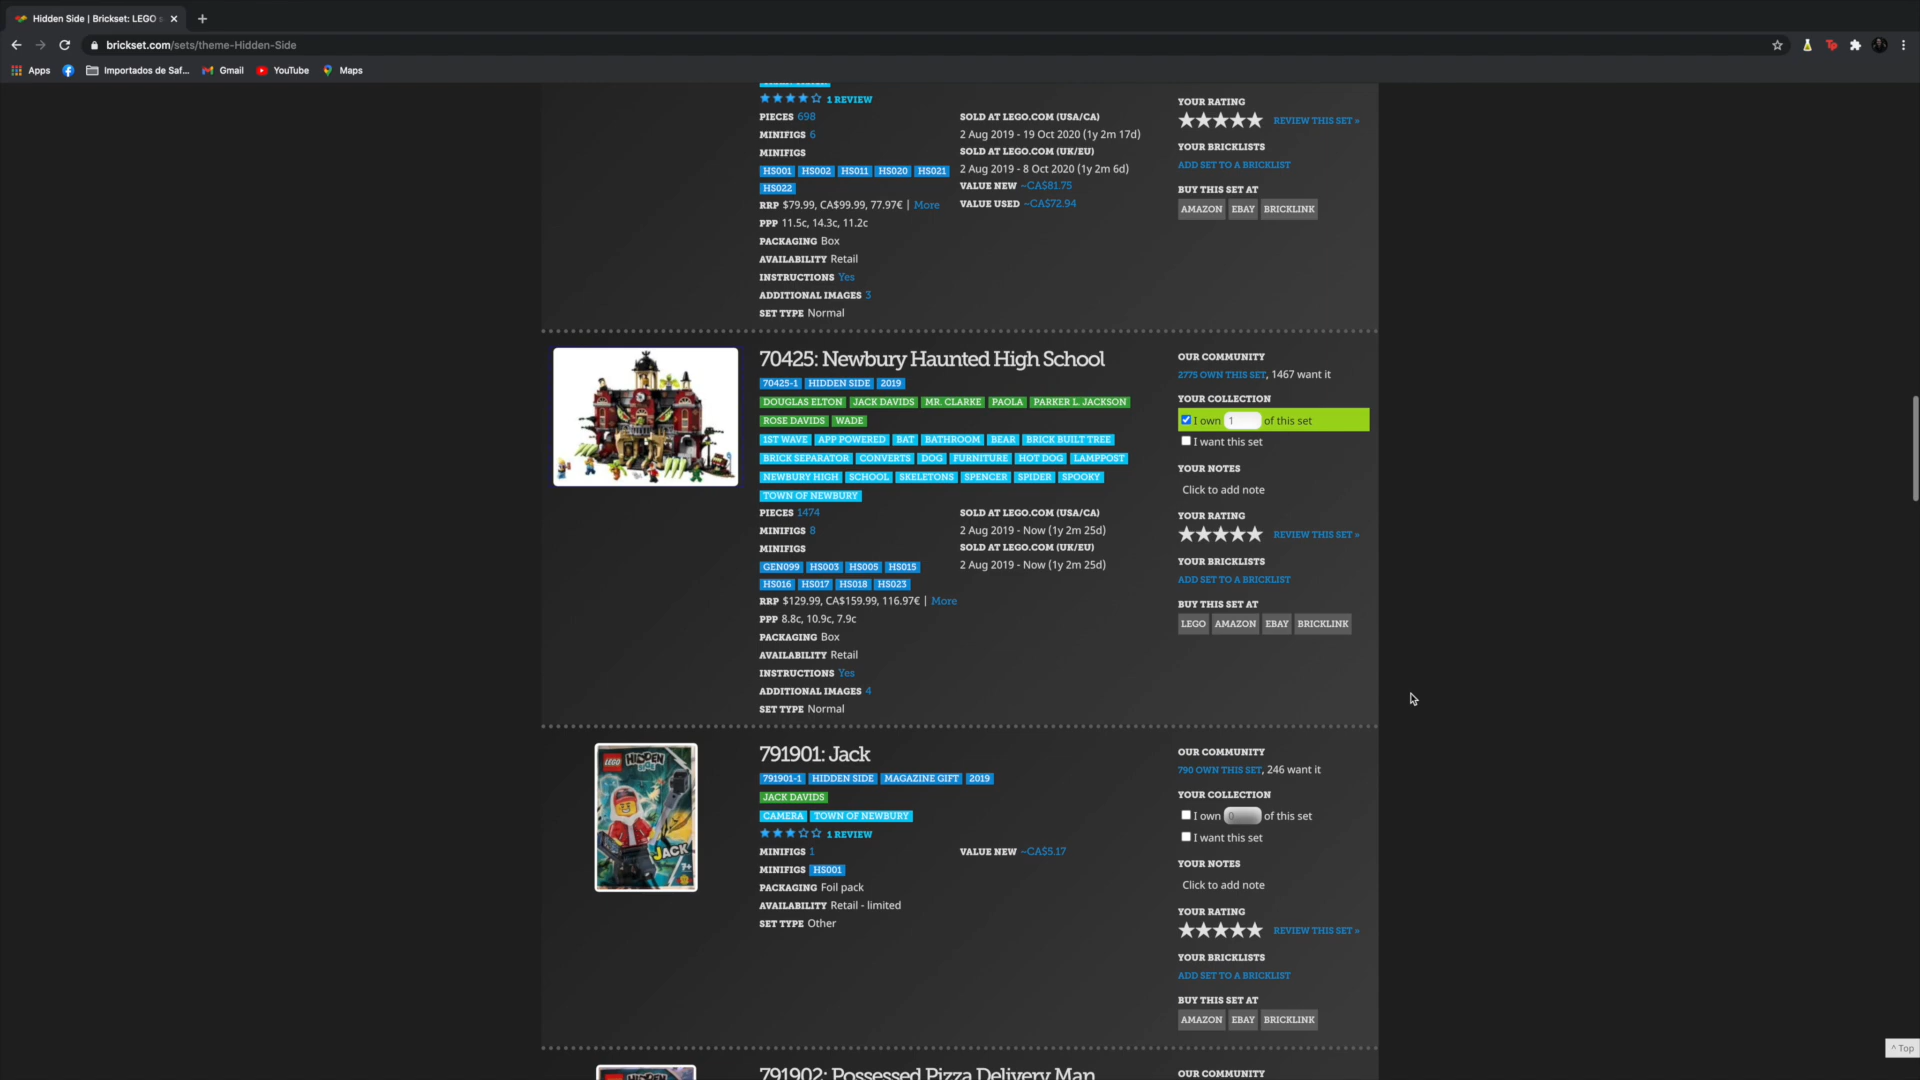 Hidden Side | Brickset: LEGO s
brickset.com/sets/theme-Hidden-Side
Apps Importados de Saf... Gmail YouTube Maps
1 REVIEW
PIECES 698
MINIFIGS 6
MINIFIGS
HS001 HS002 HS011 HS020 HS021
HS022
RRP $79.99, CA$99.99, 77.97€ | More
PPP 11.5c, 14.3c, 11.2c
PACKAGING Box
AVAILABILITY Retail
INSTRUCTIONS Yes
ADDITIONAL IMAGES 3
SET TYPE Normal
SOLD AT LEGO.COM (USA/CA)
2 Aug 2019 - 19 Oct 2020 (1y 2m 17d)
SOLD AT LEGO.COM (UK/EU)
2 Aug 2019 - 8 Oct 2020 (1y 2m 6d)
VALUE NEW ~CA$81.75
VALUE USED ~CA$72.94
YOUR RATING
REVIEW THIS SET »
YOUR BRICKLISTS
ADD SET TO A BRICKLIST
BUY THIS SET AT
AMAZON EBAY BRICKLINK
70425: Newbury Haunted High School
70425-1 HIDDEN SIDE 2019
DOUGLAS ELTON JACK DAVIDS MR. CLARKE PAOLA PARKER L. JACKSON
ROSE DAVIDS WADE
1ST WAVE APP POWERED BAT BATHROOM BEAR BRICK BUILT TREE
BRICK SEPARATOR CONVERTS DOG FURNITURE HOT DOG LAMPPOST
NEWBURY HIGH SCHOOL SKELETONS SPENCER SPIDER SPOOKY
TOWN OF NEWBURY
PIECES 1474
MINIFIGS 8
MINIFIGS
GEN099 HS003 HS005 HS015
HS016 HS017 HS018 HS023
RRP $129.99, CA$159.99, 116.97€ | More
PPP 8.8c, 10.9c, 7.9c
PACKAGING Box
AVAILABILITY Retail
INSTRUCTIONS Yes
ADDITIONAL IMAGES 4
SET TYPE Normal
SOLD AT LEGO.COM (USA/CA)
2 Aug 2019 - Now (1y 2m 25d)
SOLD AT LEGO.COM (UK/EU)
2 Aug 2019 - Now (1y 2m 25d)
OUR COMMUNITY
2775 OWN THIS SET, 1467 want it
YOUR COLLECTION
I own 1 of this set
I want this set
YOUR NOTES
Click to add note
YOUR RATING
REVIEW THIS SET »
YOUR BRICKLISTS
ADD SET TO A BRICKLIST
BUY THIS SET AT
LEGO AMAZON EBAY BRICKLINK
LEGO HIDDEN SIDE
JACK
7+
791901: Jack
791901-1 HIDDEN SIDE MAGAZINE GIFT 2019
JACK DAVIDS
CAMERA TOWN OF NEWBURY
1 REVIEW
MINIFIGS 1
MINIFIGS HS001
PACKAGING Foil pack
AVAILABILITY Retail - limited
SET TYPE Other
VALUE NEW ~CA$5.17
OUR COMMUNITY
790 OWN THIS SET, 246 want it
YOUR COLLECTION
I own 0 of this set
I want this set
YOUR NOTES
Click to add note
YOUR RATING
REVIEW THIS SET »
YOUR BRICKLISTS
ADD SET TO A BRICKLIST
BUY THIS SET AT
AMAZON EBAY BRICKLINK
^ Top
791902: Possessed Pizza Delivery Man
OUR COMMUNITY